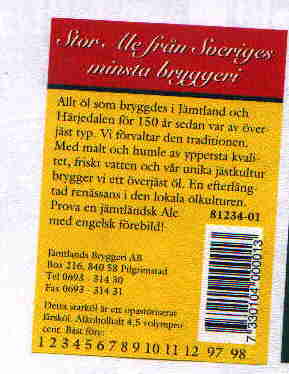 Stor Ale från Sveriges
minsta bryggeri
Allt öl som bryggdes i Jämtland och
Härjedalen för 150 år sedan var av över-
jäst typ. Vi förvaltar den traditionen.
Med malt och humle av ypperstа kvali-
tet, friskt vatten och vår unika jästkultur
brygger vi ett överjäst öl. En efterläng-
tad renässans i den lokala ölkulturen.
Prova en jämtländsk Ale 81234-01
med engelsk förebild!
Jämtlands Bryggeri AB
Box 216, 840 58 Pilgrimstad
Tel 0693 - 314 30
Fax 0693 - 314 31
Detta starköl är ett opastöriserat
färsköl. Alkoholhalt 4,5 volympro-
cent. Bäst före:
1 2 3 4 5 6 7 8 9 10 11 12 97 98
7 330104 000013